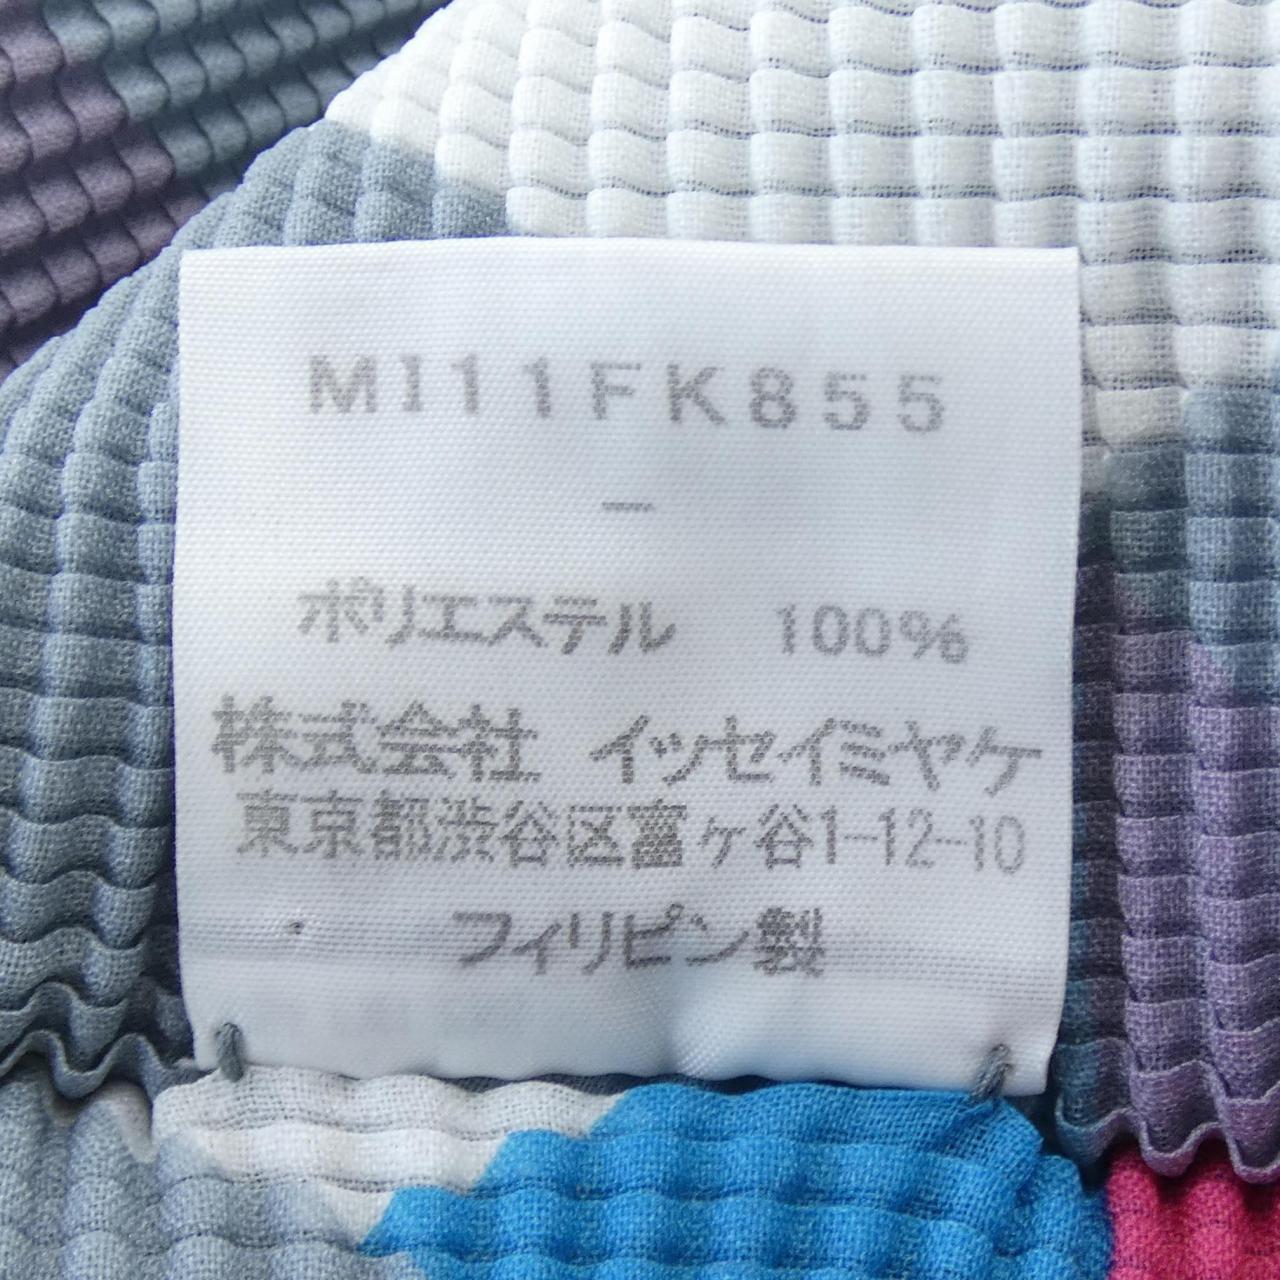 MI11FK855
－
ポリエステル　100%
株式会社　イッセイミヤケ
東京都渋谷区富ヶ谷1-12-10
フィリピン製